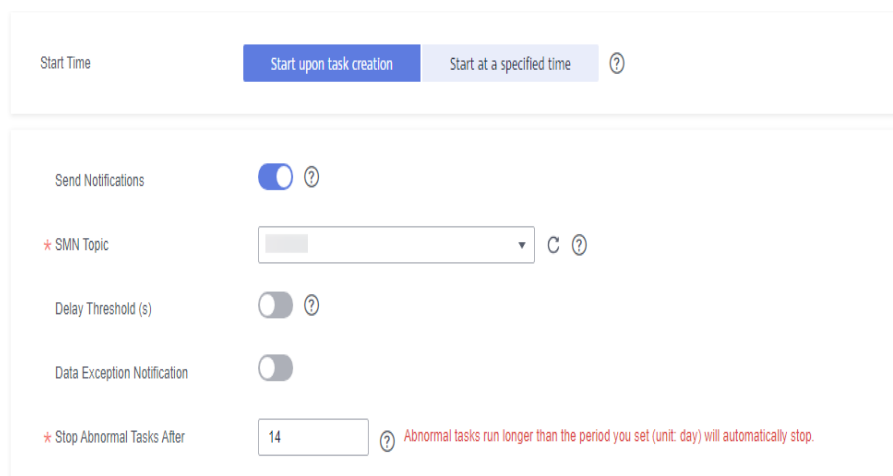 Start Time Start upon task creation Start at a specified time ?
Send Notifications ?
* SMN Topic ?
Delay Threshold (s) ?
Data Exception Notification
* Stop Abnormal Tasks After 14 ? Abnormal tasks run longer than the period you set (unit: day) will automatically stop.